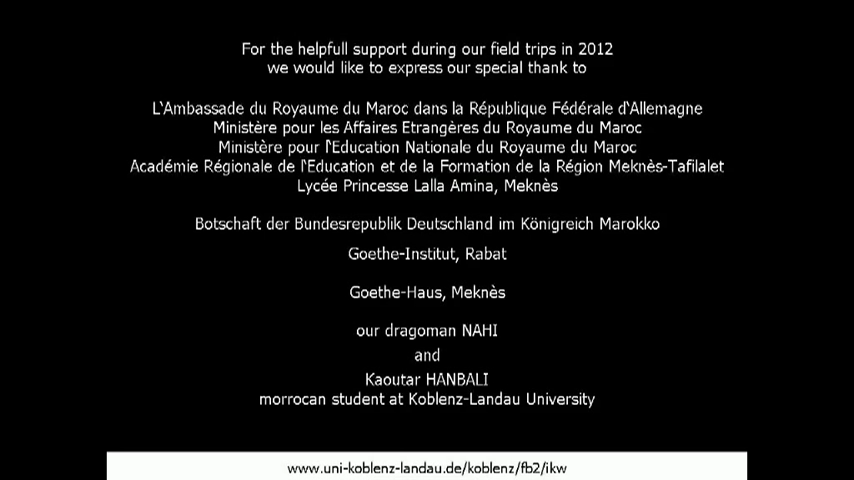 For the helpfull support during our field trips in 2012
we would like to express our special thank to
L'Ambassade du Royaume du Maroc dans la République Fédérale d'Allemagne
Ministère pour les Affaires Etrangères du Royaume du Maroc
Ministère pour l'Education Nationale du Royaume du Maroc
Académie Régionale de l'Education et de la Formation de la Région Meknès-Tafilalet
Lycée Princesse Lalla Amina, Meknès
Botschaft der Bundesrepublik Deutschland im Königreich Marokko
Goethe-Institut, Rabat
Goethe-Haus, Meknès
our dragoman NAHI
and
Kaoutar HANBALI
morrocan student at Koblenz-Landau University
www.uni-koblenz-landau.de/koblenz/fb2/ikw